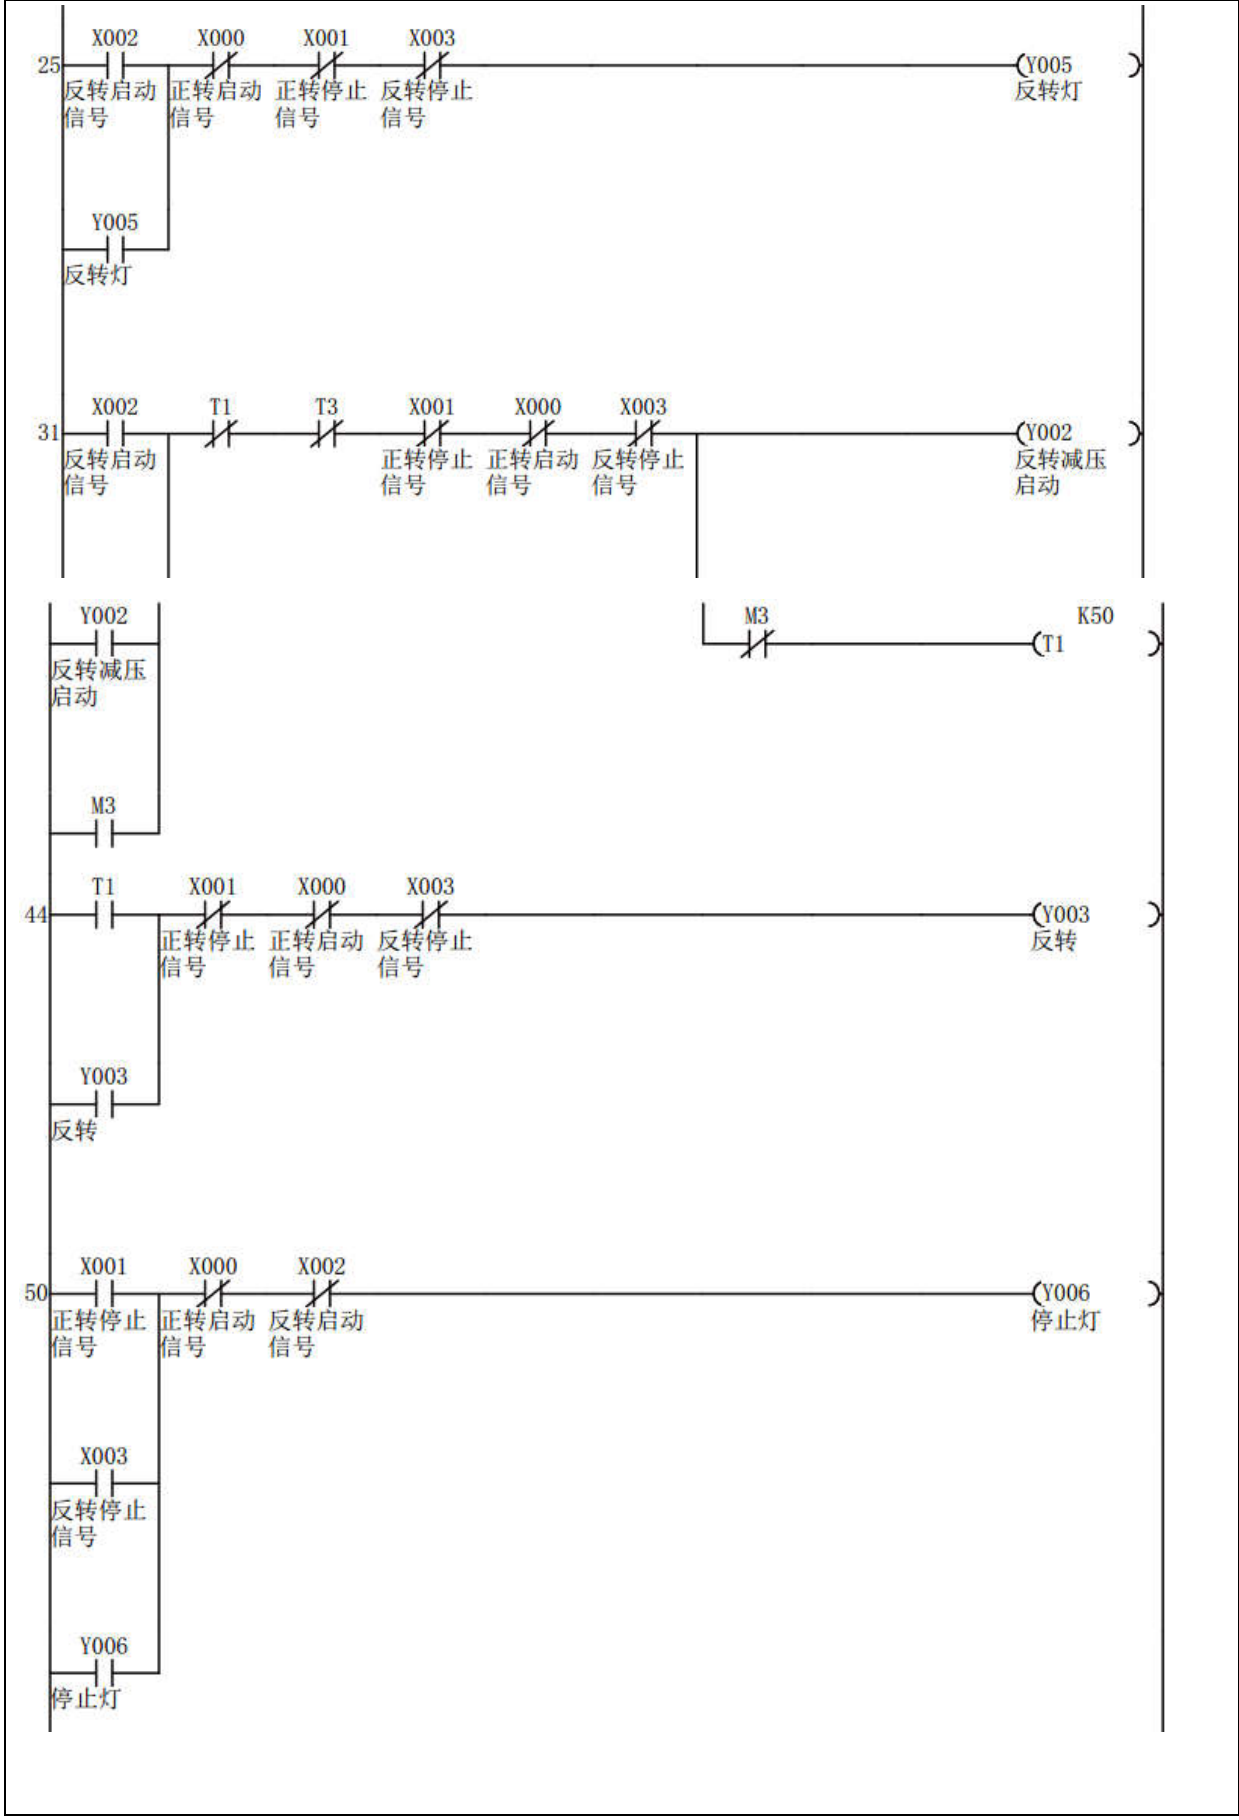 X002 X000 X001 X003
25 (Y005 )
反转启动 正转启动 正转停止 反转停止 反转灯
信号 信号 信号 信号
Y005
反转灯
X002 T1 T3 X001 X000 X003
31 (Y002 )
反转启动 正转停止 正转启动 反转停止 反转减压
信号 信号 信号 信号 启动
Y002 M3 K50
(T1 )
反转减压
启动
M3
T1 X001 X000 X003
44 (Y003 )
正转停止 正转启动 反转停止 反转
信号 信号 信号
Y003
反转
X001 X000 X002
50 (Y006 )
正转停止 正转启动 反转启动 停止灯
信号 信号 信号
X003
反转停止
信号
Y006
停止灯